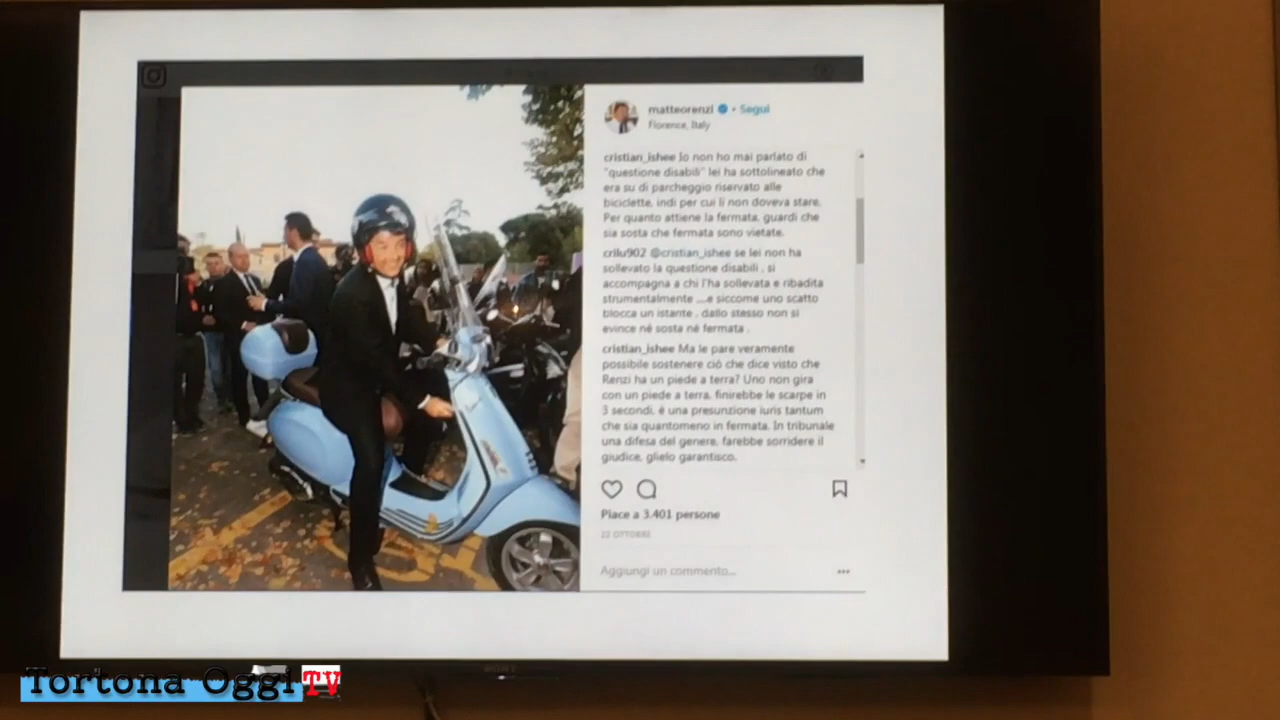 matteorenzi • Segui
Florence, Italy
cristian_ishee Io non ho mai parlato di
"questione disabili" lei ha sottolineato che
era su di parcheggio riservato alle
biciclette, indi per cui lì non doveva stare.
Per quanto attiene la fermata, guardi che
sia sosta che fermata sono vietate.
crilu902 @cristian_ishee se lei non ha
sollevato la questione disabili , si
accompagna a chi l'ha sollevata e ribadita
strumentalmente ....e siccome uno scatto
blocca un istante , dallo stesso non si
evince né sosta né fermata .
cristian_ishee Ma le pare veramente
possibile sostenere ciò che dice visto che
Renzi ha un piede a terra? Uno non gira
con un piede a terra, finirebbe le scarpe in
3 secondi, è una presunzione iuris tantum
che sia quantomeno in fermata. In tribunale
una difesa del genere, farebbe sorridere il
giudice, glielo garantisco.
Piace a 3.401 persone
22 OTTOBRE
Aggiungi un commento...
SONY
Tortona Oggi TV